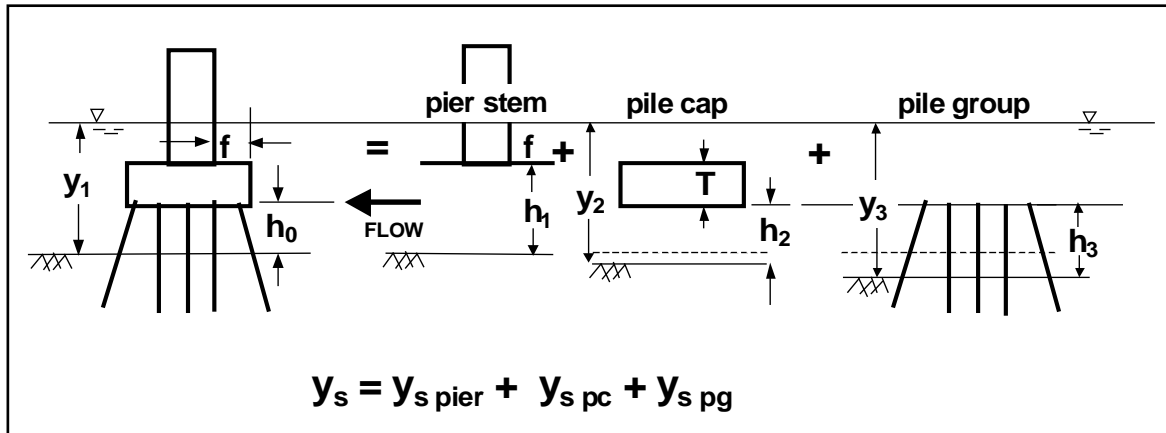 pier stem pile cap pile group
f = f + +
y1 y2 T y3
h0 FLOW h1 h2 h3
ys = ys pier + ys pc + ys pg